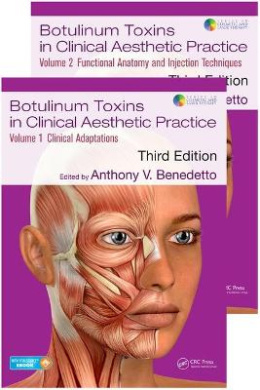 Botulinum Toxins
in Clinical Aesthetic Practice
Volume 2 Functional Anatomy and Injection Techniques
Third Edition
Botulinum Toxins
in Clinical Aesthetic Practice
Volume 1 Clinical Adaptations
Third Edition
Edited by Anthony V. Benedetto
CRC Press